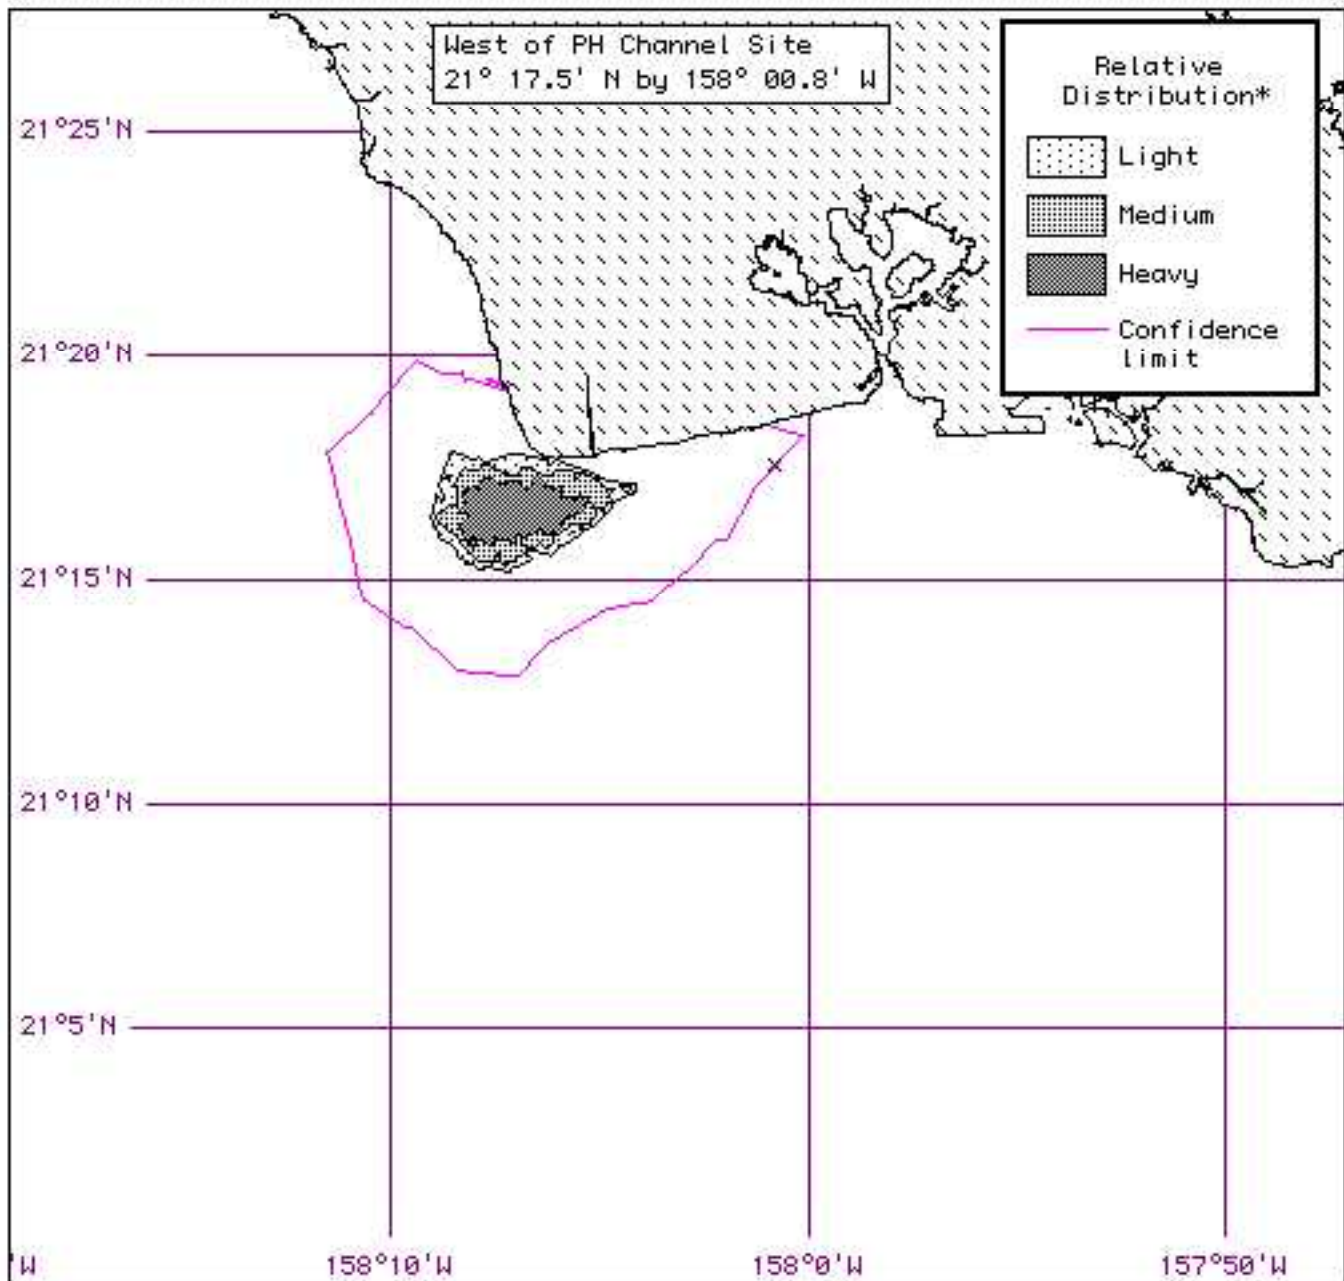 West of PH Channel Site
21° 17.5' N by 158° 00.8' W
Relative
Distribution*
Light
Medium
Heavy
Confidence
limit
21°25'N
21°20'N
21°15'N
21°10'N
21°5'N
'W
158°10'W
158°0'W
157°50'W